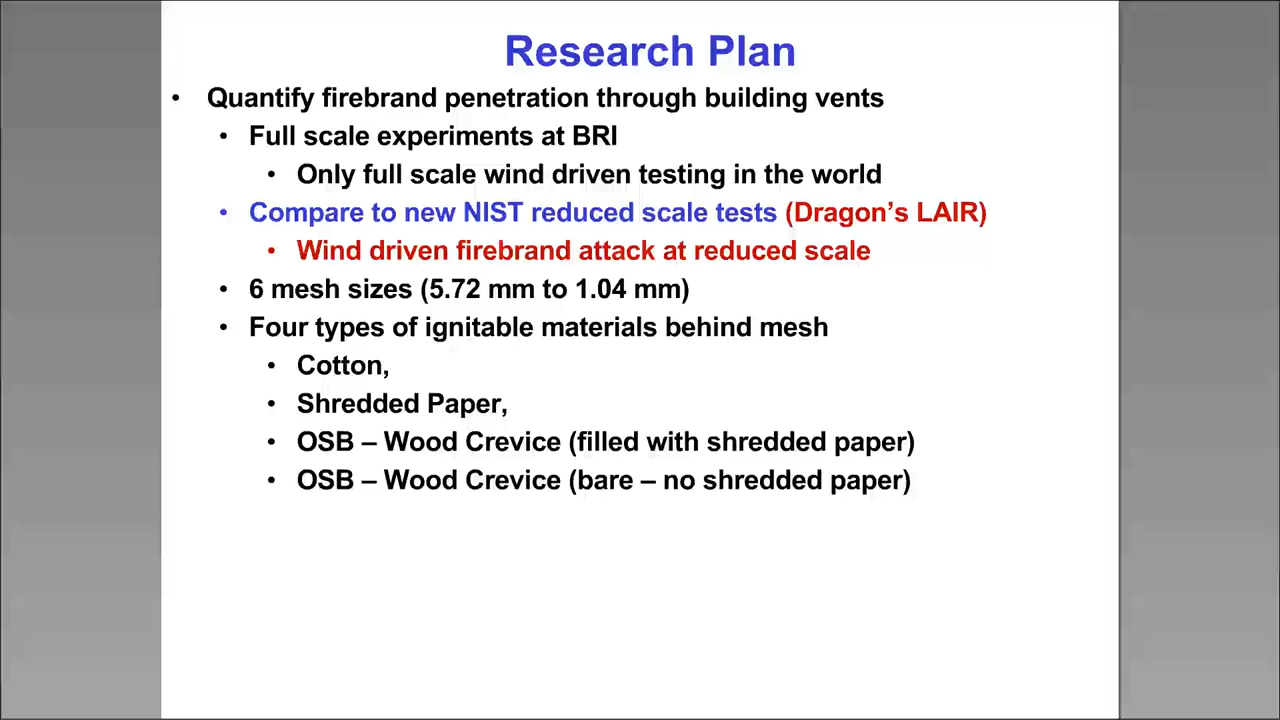 Research Plan
• Quantify firebrand penetration through building vents
• Full scale experiments at BRI
• Only full scale wind driven testing in the world
• Compare to new NIST reduced scale tests (Dragon’s LAIR)
• Wind driven firebrand attack at reduced scale
• 6 mesh sizes (5.72 mm to 1.04 mm)
• Four types of ignitable materials behind mesh
• Cotton,
• Shredded Paper,
• OSB – Wood Crevice (filled with shredded paper)
• OSB – Wood Crevice (bare – no shredded paper)